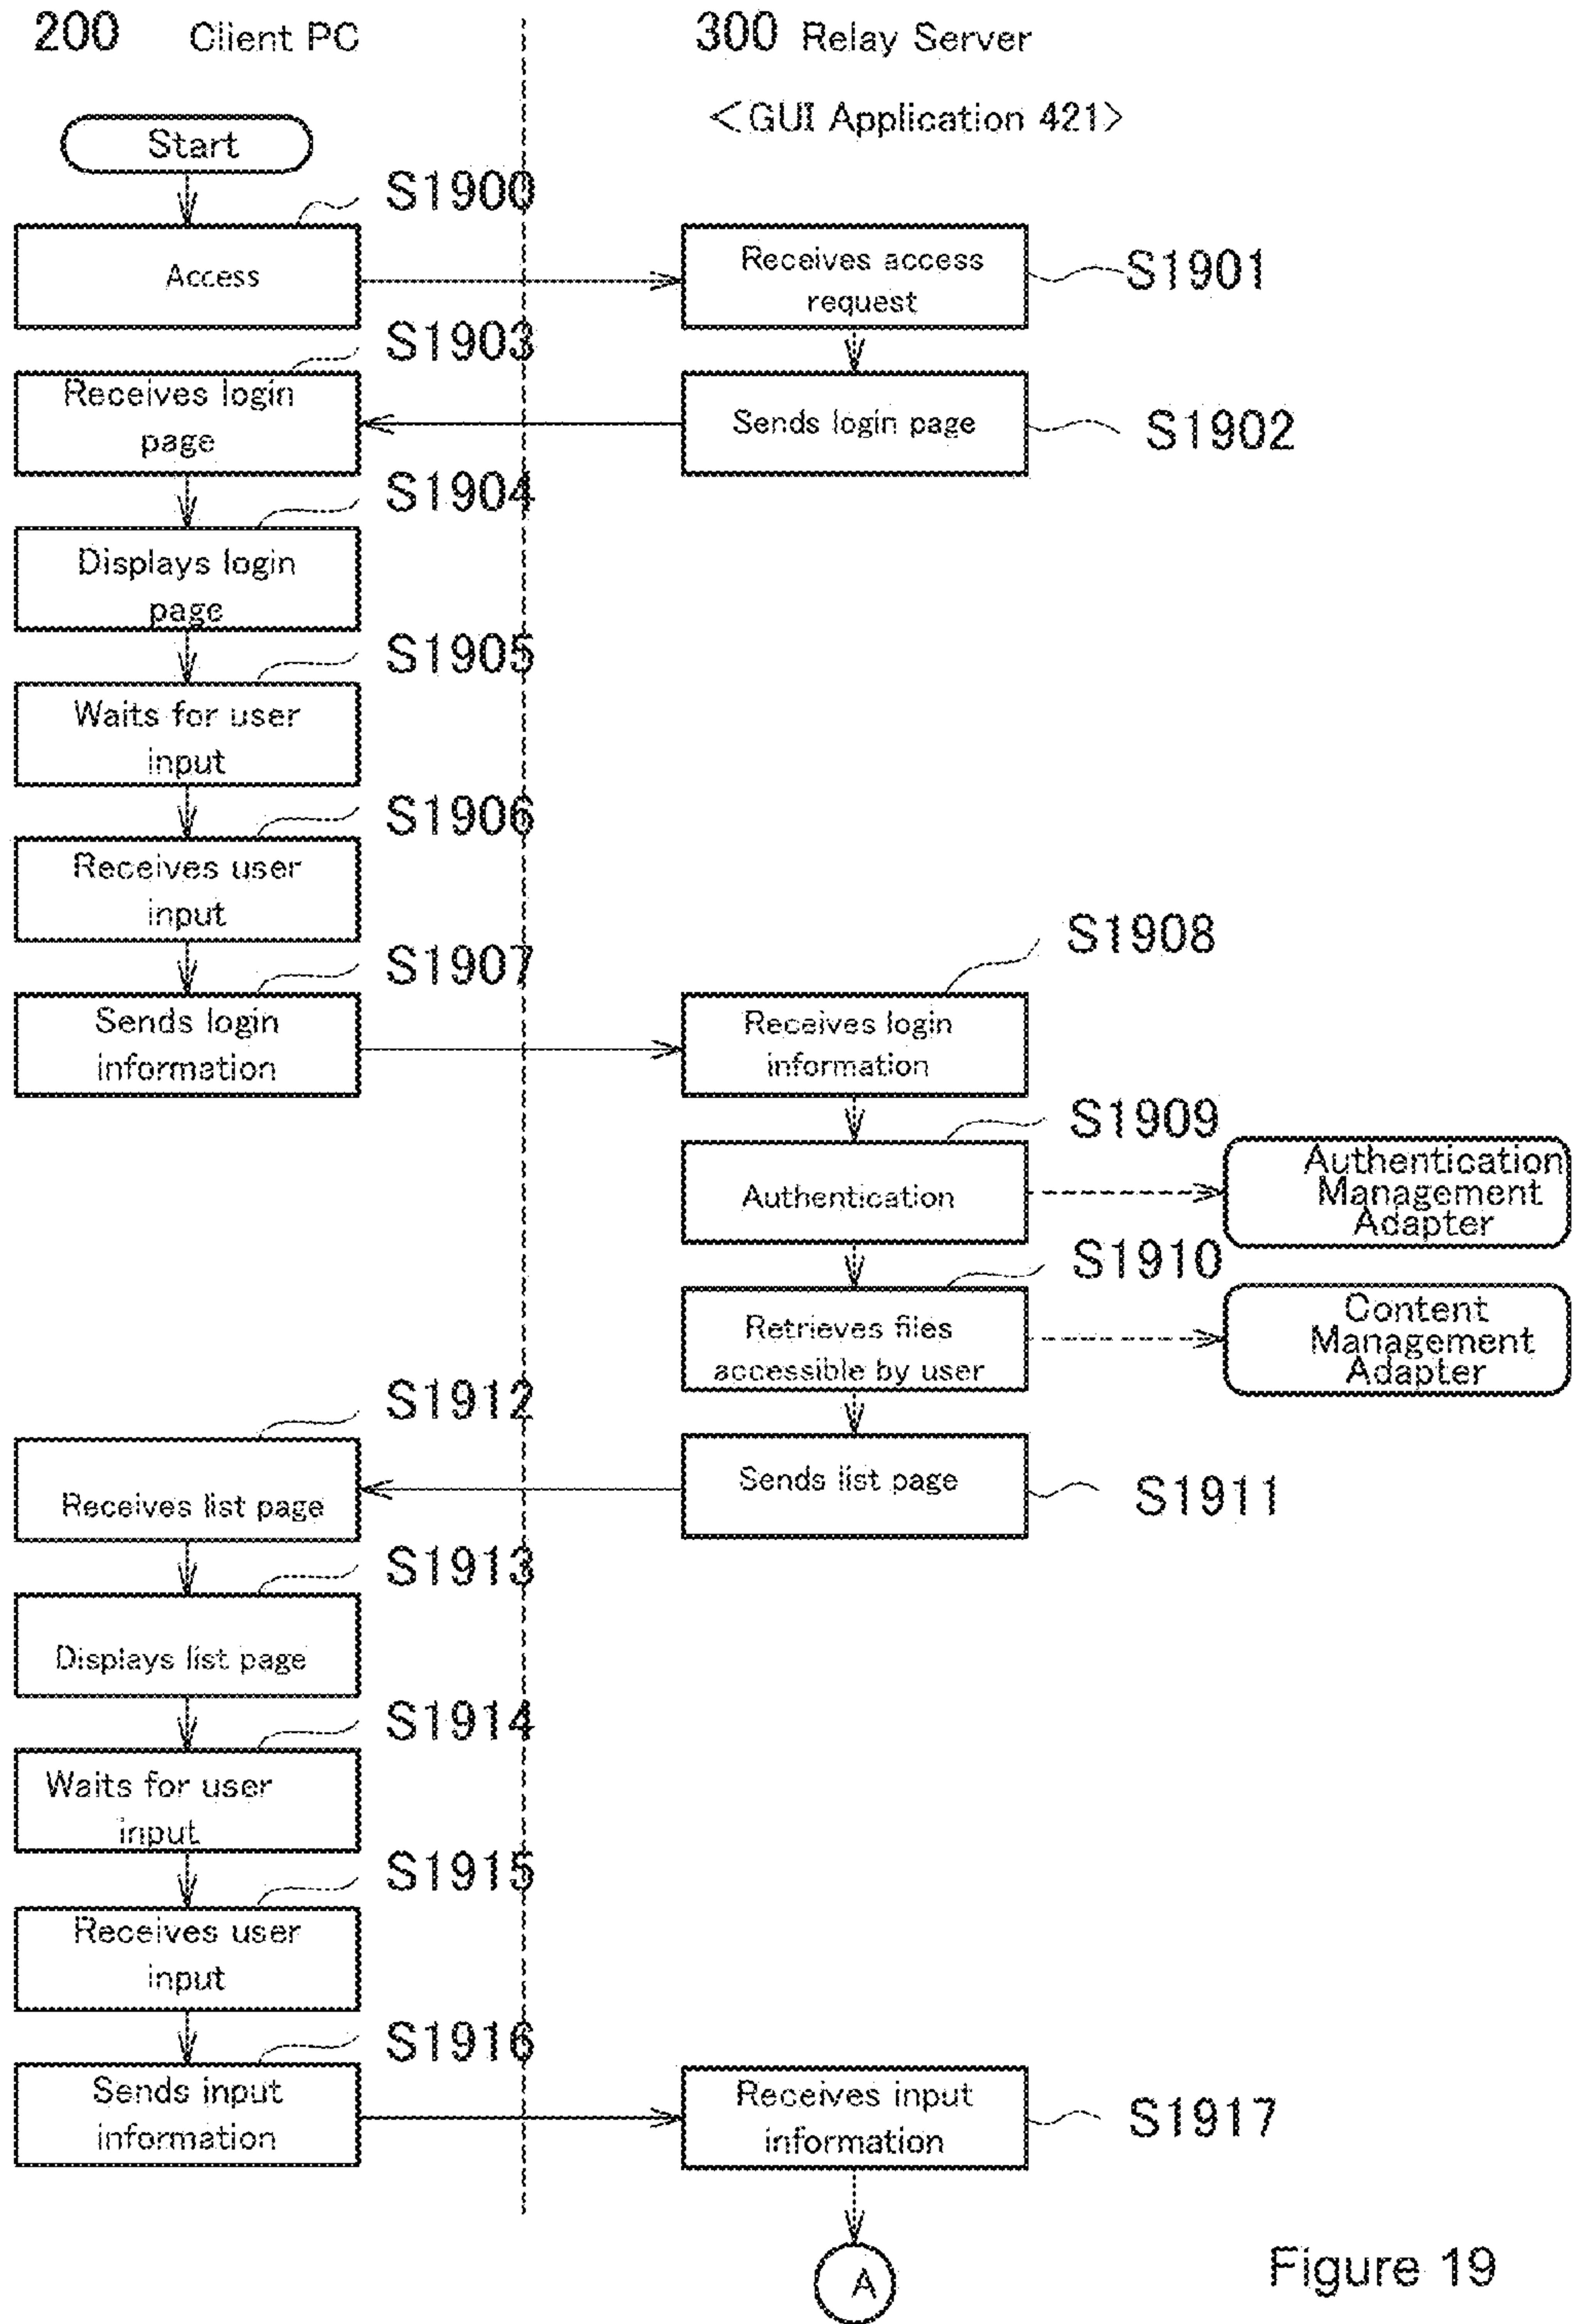 200 Client PC
300 Relay Server
<GUI Application 421>
Start
S1900
Access
Receives access
request
S1901
S1903
Receives login
page
Sends login page
S1902
S1904
Displays login
page
S1905
Waits for user
input
S1906
Receives user
input
S1907
Sends login
information
S1908
Receives login
information
S1909
Authentication
Authentication
Management
Adapter
S1910
Retrieves files
accessible by user
Content
Management
Adapter
S1912
Receives list page
Sends list page
S1911
S1913
Displays list page
S1914
Waits for user
input
S1915
Receives user
input
S1916
Sends input
information
Receives input
information
S1917
A
Figure 19